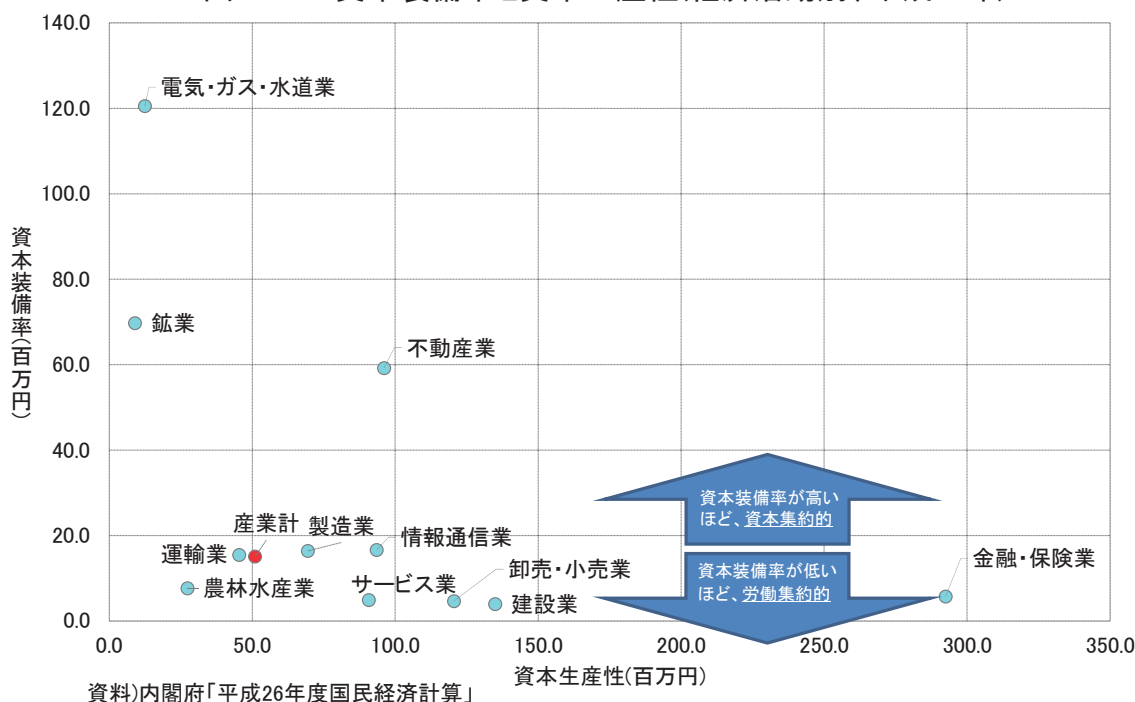 140.0
120.0
100.0
80.0
60.0
40.0
20.0
0.0
資本装備率(百万円)
電気・ガス・水道業
鉱業
不動産業
産業計
製造業
情報通信業
運輸業
農林水産業
サービス業
卸売・小売業
建設業
金融・保険業
資本装備率が高い
ほど、資本集約的
資本装備率が低い
ほど、労働集約的
0.0 50.0 100.0 150.0 200.0 250.0 300.0 350.0
資本生産性(百万円)
資料)内閣府「平成26年度国民経済計算」